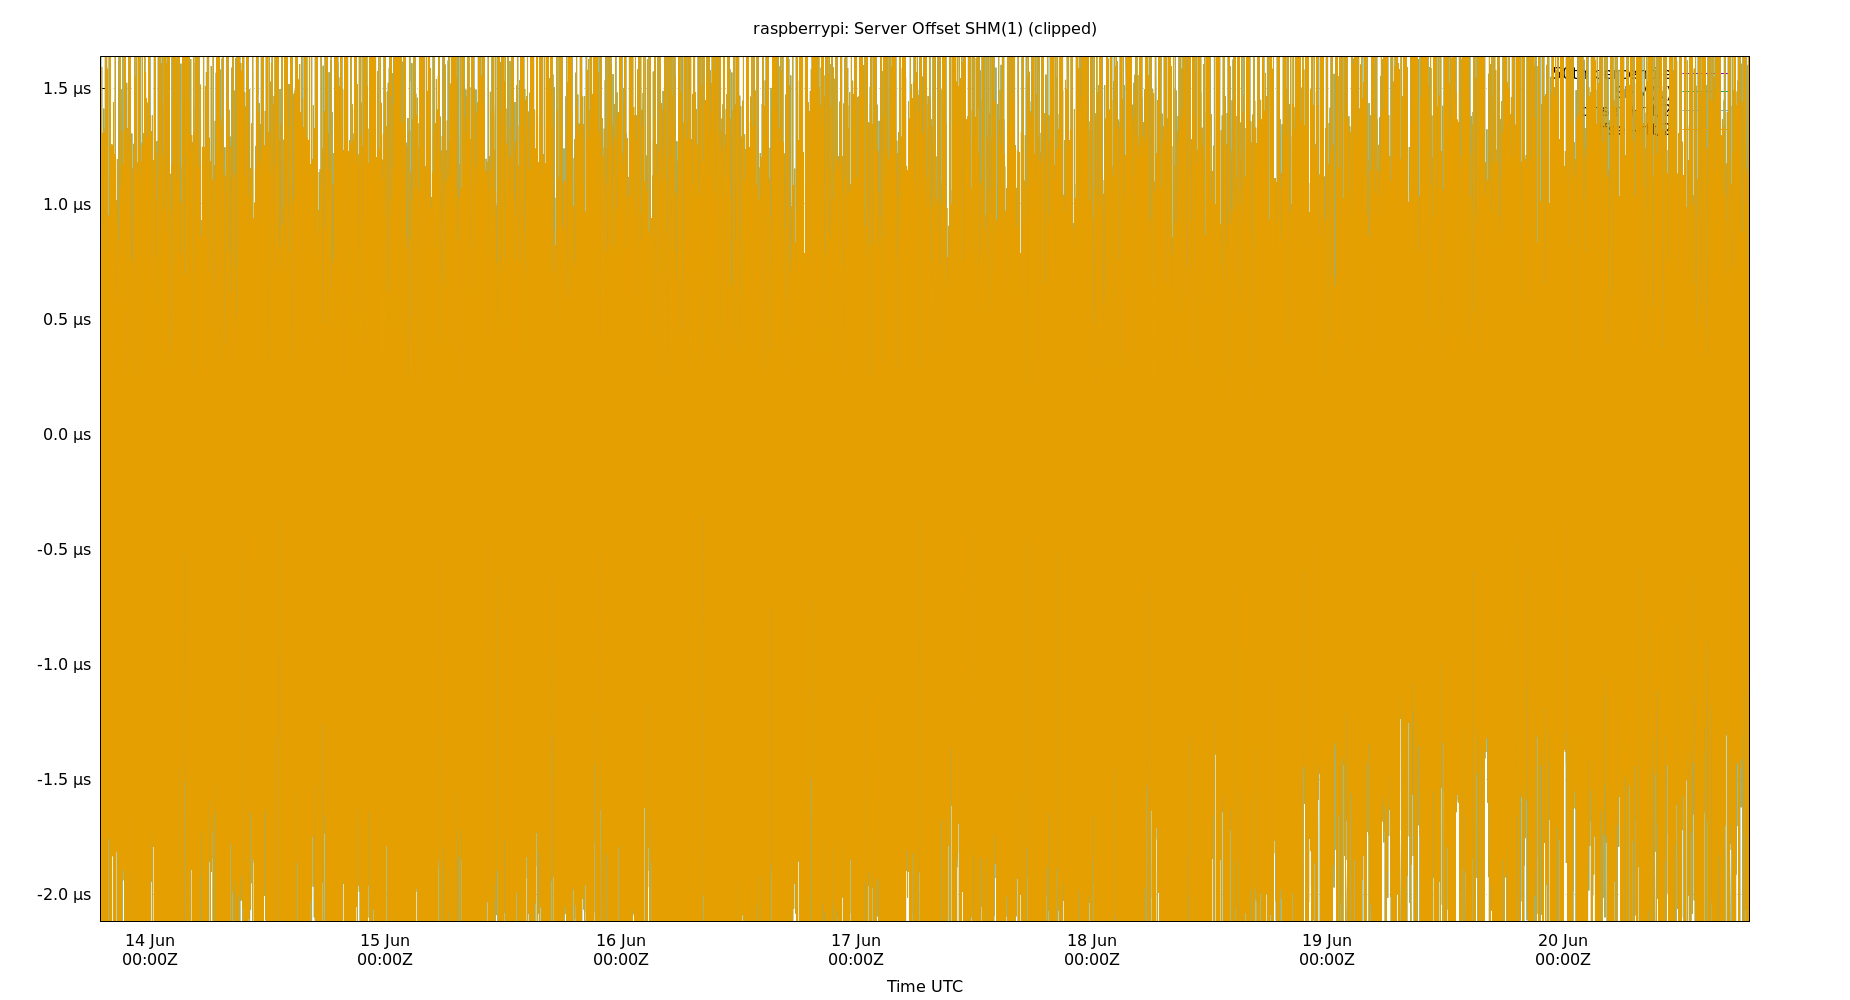 raspberrypi: Server Offset SHM(1) (clipped)
1.5 µs
1.0 µs
0.5 µs
0.0 µs
-0.5 µs
-1.0 µs
-1.5 µs
-2.0 µs
14 Jun 15 Jun 16 Jun 17 Jun 18 Jun 19 Jun 20 Jun
00:00Z 00:00Z 00:00Z 00:00Z 00:00Z 00:00Z 00:00Z
Time UTC